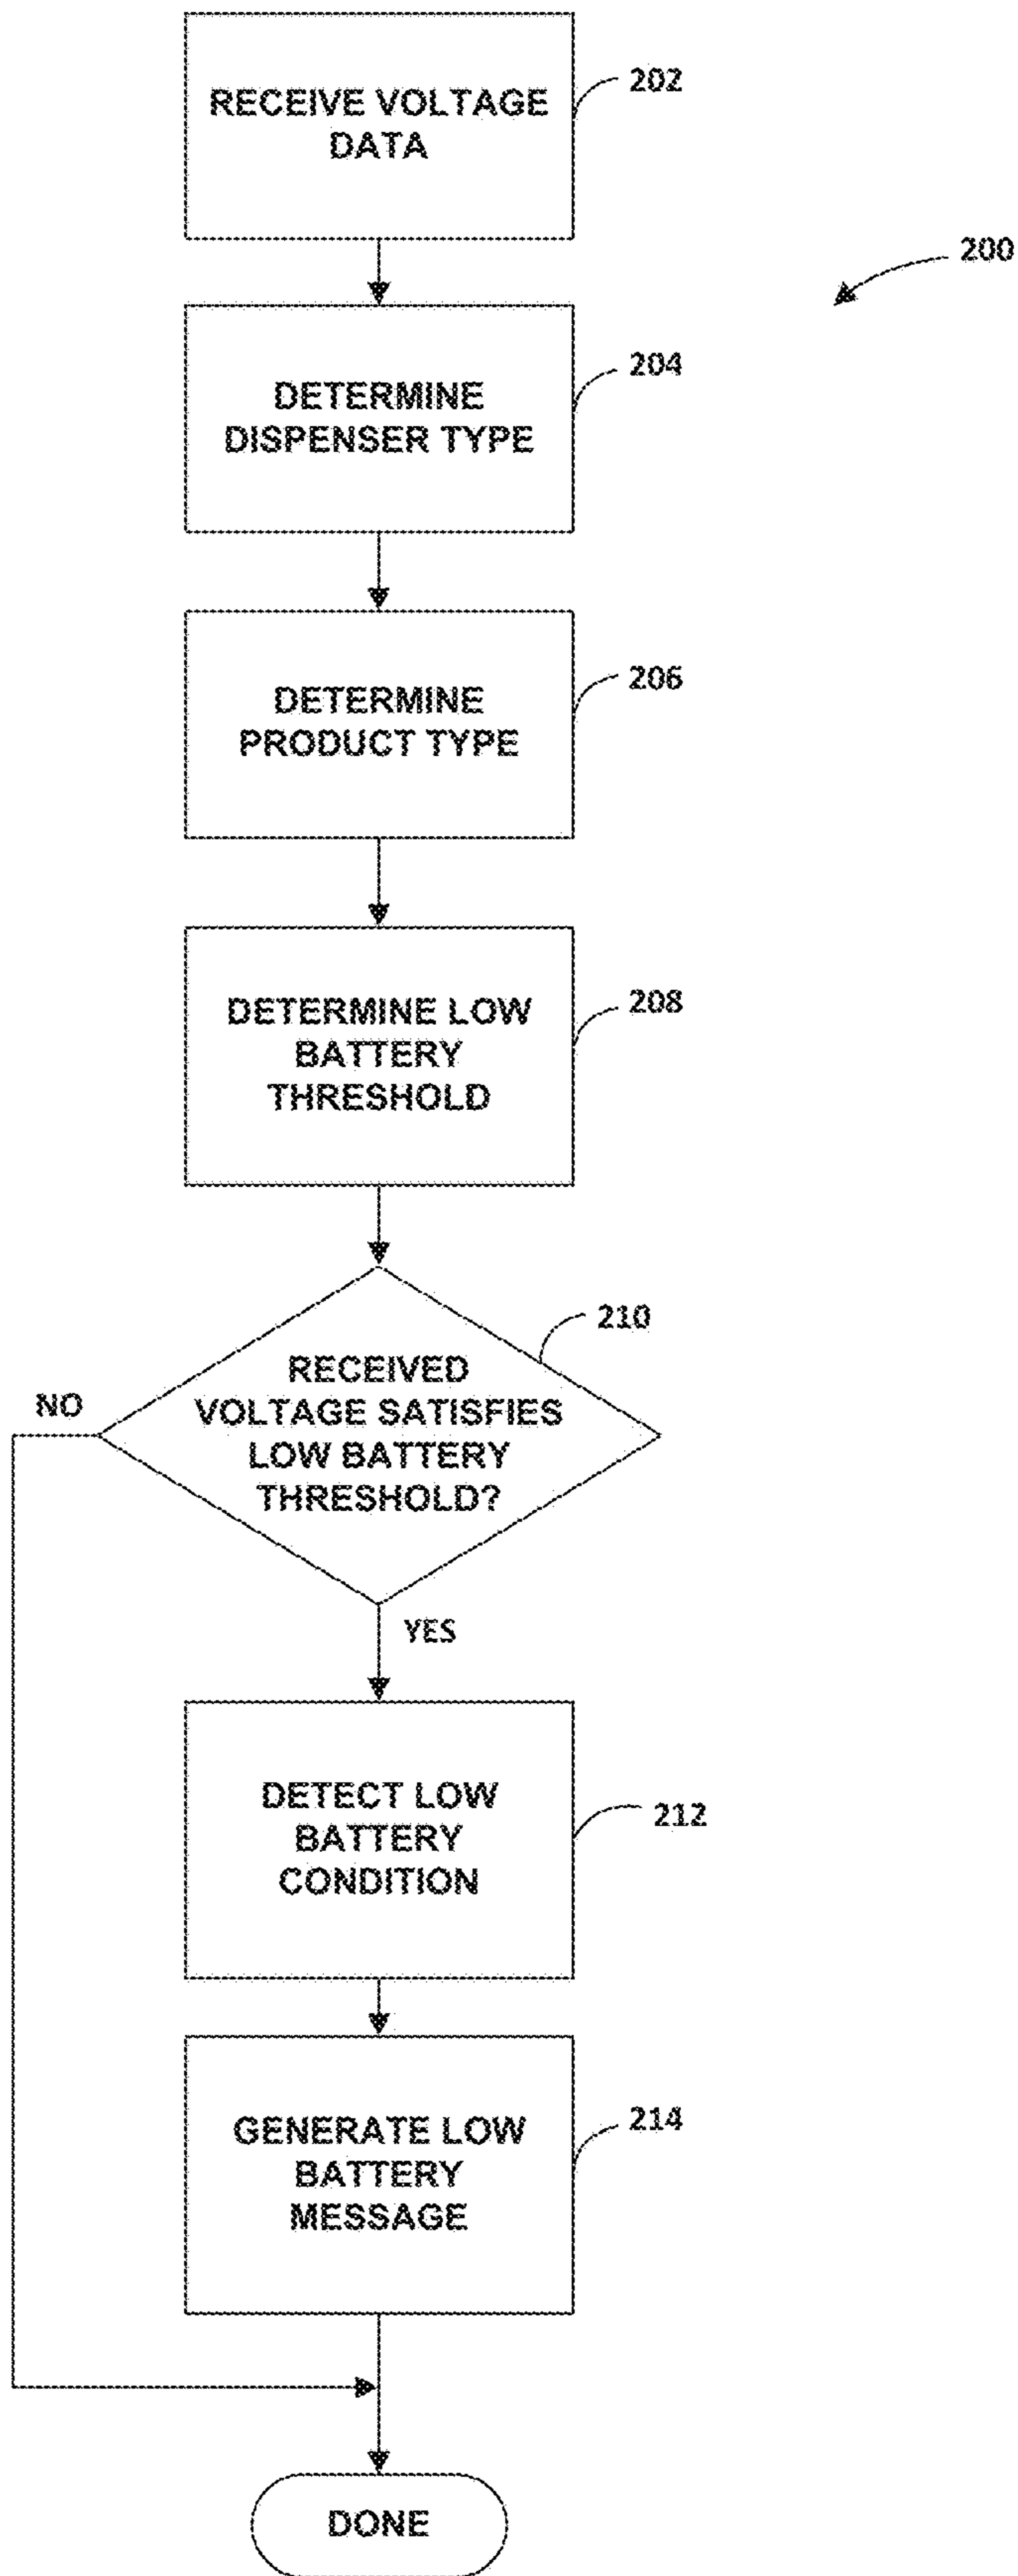 RECEIVE VOLTAGE
DATA
202
200
DETERMINE
DISPENSER TYPE
204
DETERMINE
PRODUCT TYPE
206
DETERMINE LOW
BATTERY
THRESHOLD
208
210
RECEIVED
VOLTAGE SATISFIES
LOW BATTERY
THRESHOLD?
NO
YES
DETECT LOW
BATTERY
CONDITION
212
GENERATE LOW
BATTERY
MESSAGE
214
DONE